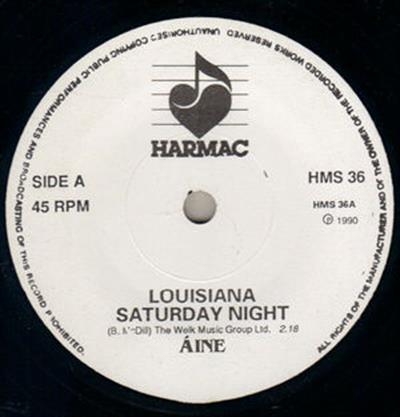 ALL RIGHTS OF THE MANUFACTURER AND OF THE OWNER OF THE RECORDED WORKS RESERVED UNAUTHORISED COPYING PUBLIC PERFORMANCES AND BROADCASTING OF THIS RECORD PROHIBITED.
HARMAC
SIDE A
HMS 36
45 RPM
HMS 36A
℗ 1990
LOUISIANA
SATURDAY NIGHT
(B. McDill) The Welk Music Group Ltd. 2.18
ÁINE